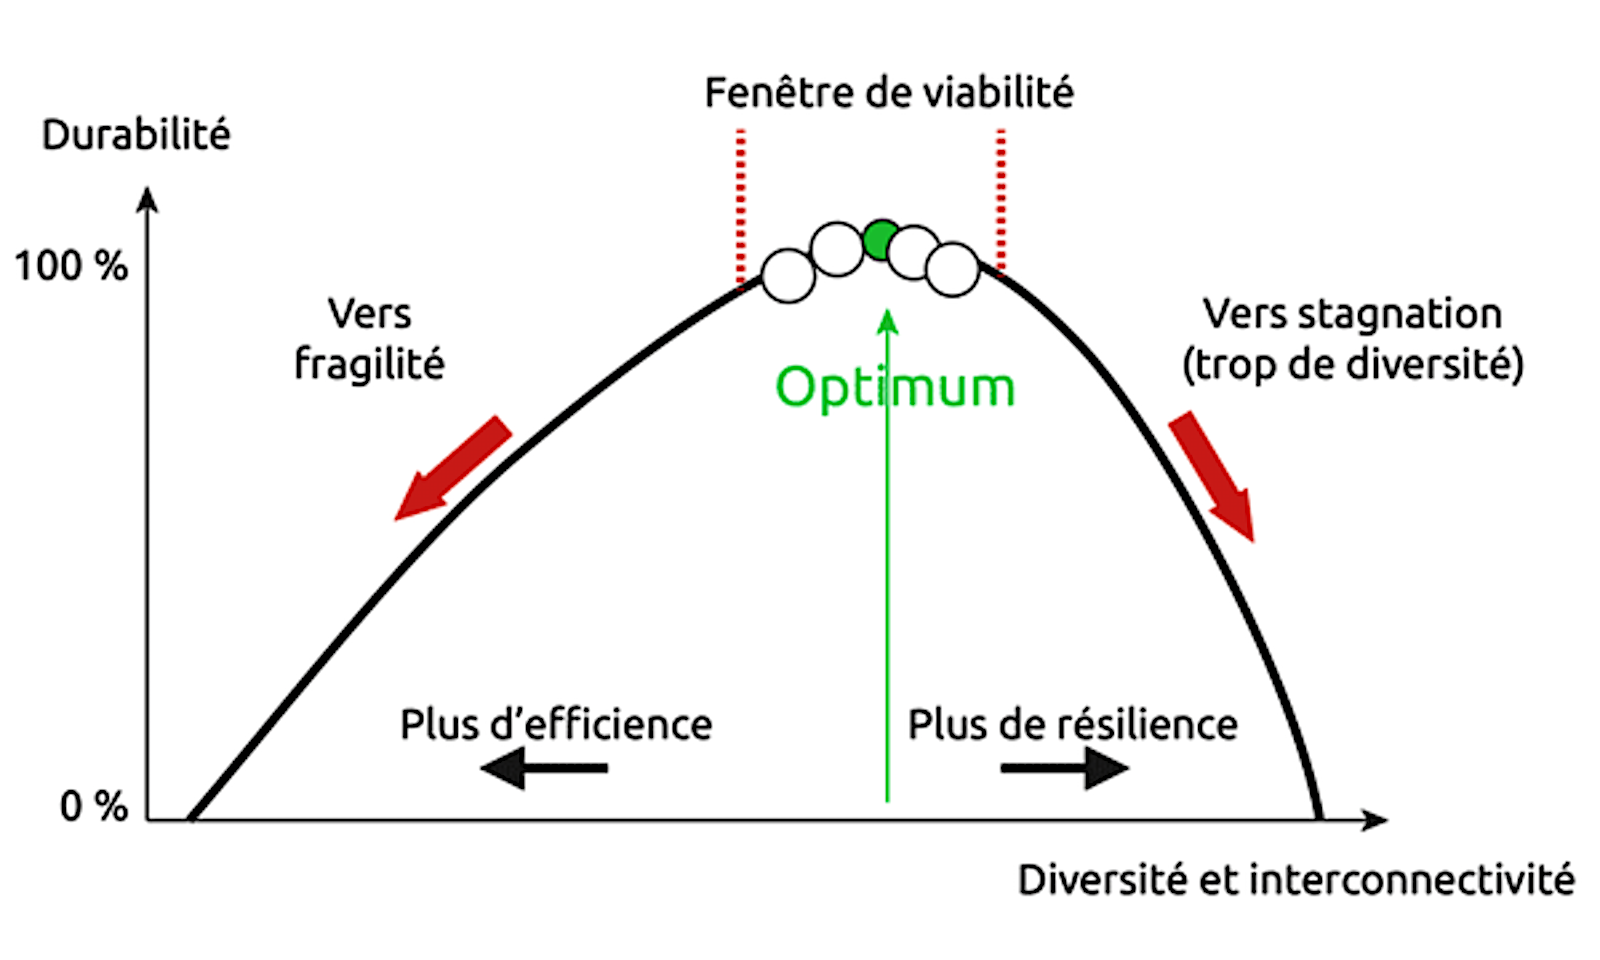 Fenêtre de viabilité
Durabilité
100 %
Vers
fragilité
Vers stagnation
(trop de diversité)
Optimum
Plus d’efficience
Plus de résilience
0 %
Diversité et interconnectivité